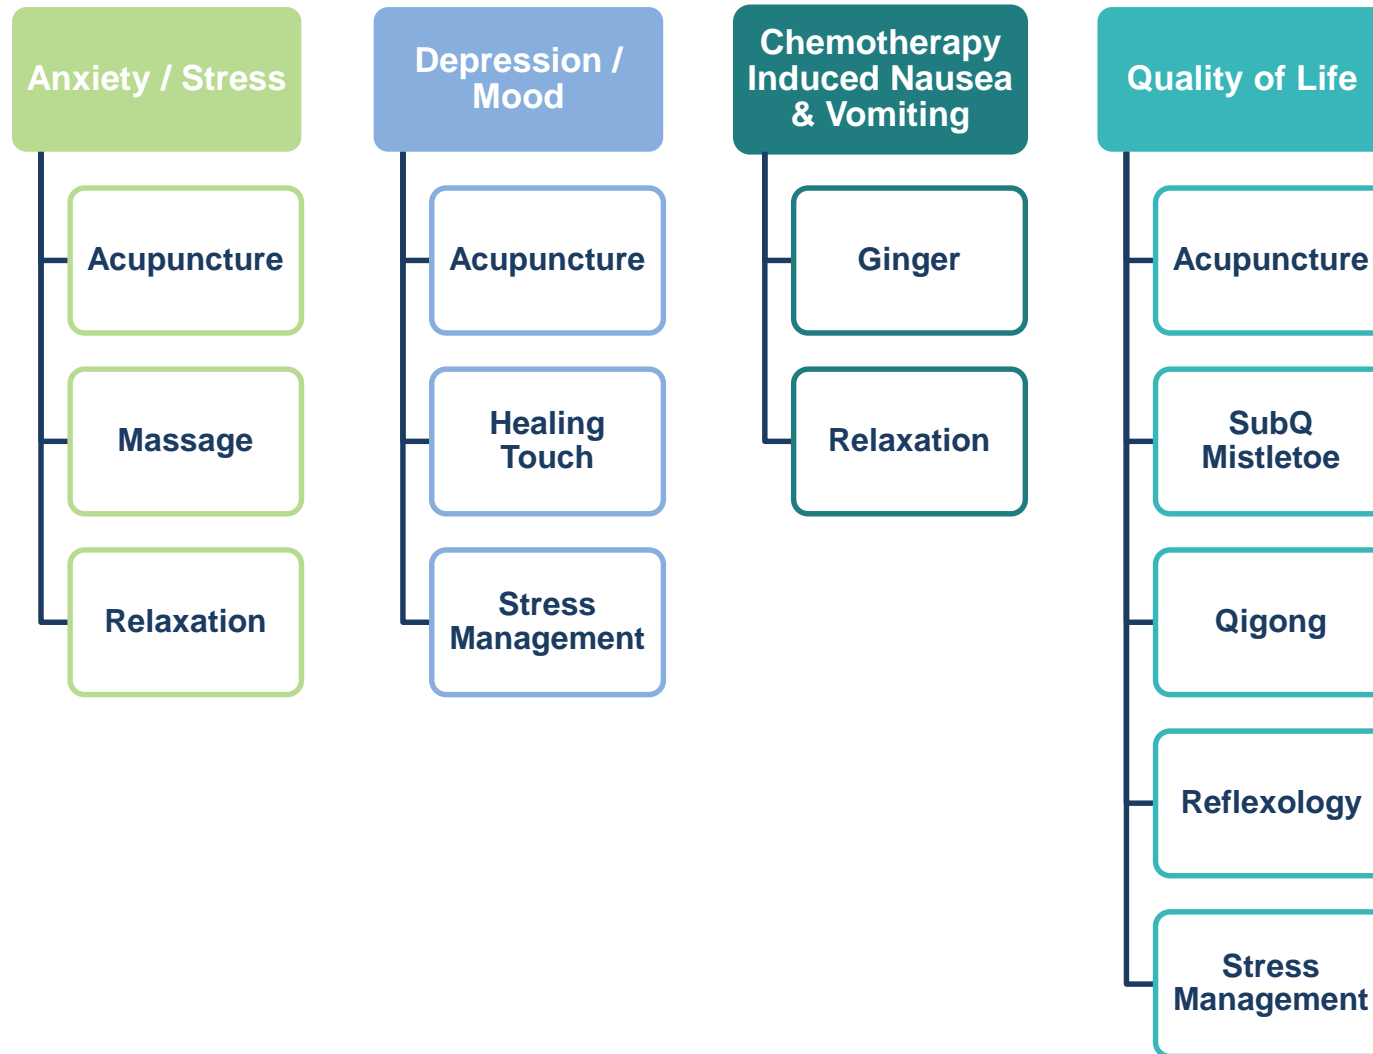 Anxiety / Stress
Acupuncture
Massage
Relaxation
Depression /
Mood
Acupuncture
Healing
Touch
Stress
Management
Chemotherapy
Induced Nausea
& Vomiting
Ginger
Relaxation
Quality of Life
Acupuncture
SubQ
Mistletoe
Qigong
Reflexology
Stress
Management